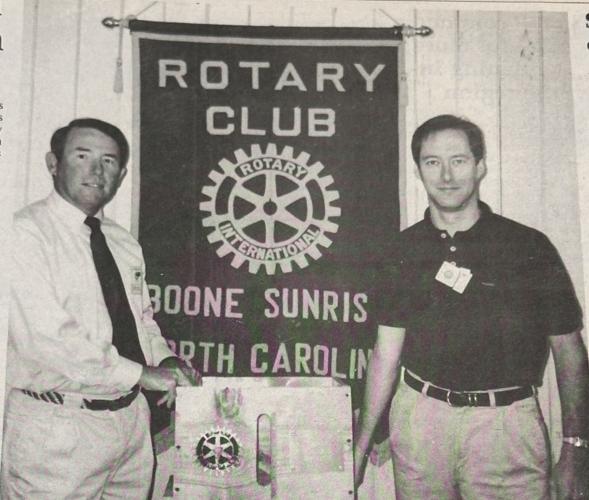 ROTARY
CLUB
ROTARY
INTERNATIONAL
BOONE SUNRIS
RTH CAROLIN